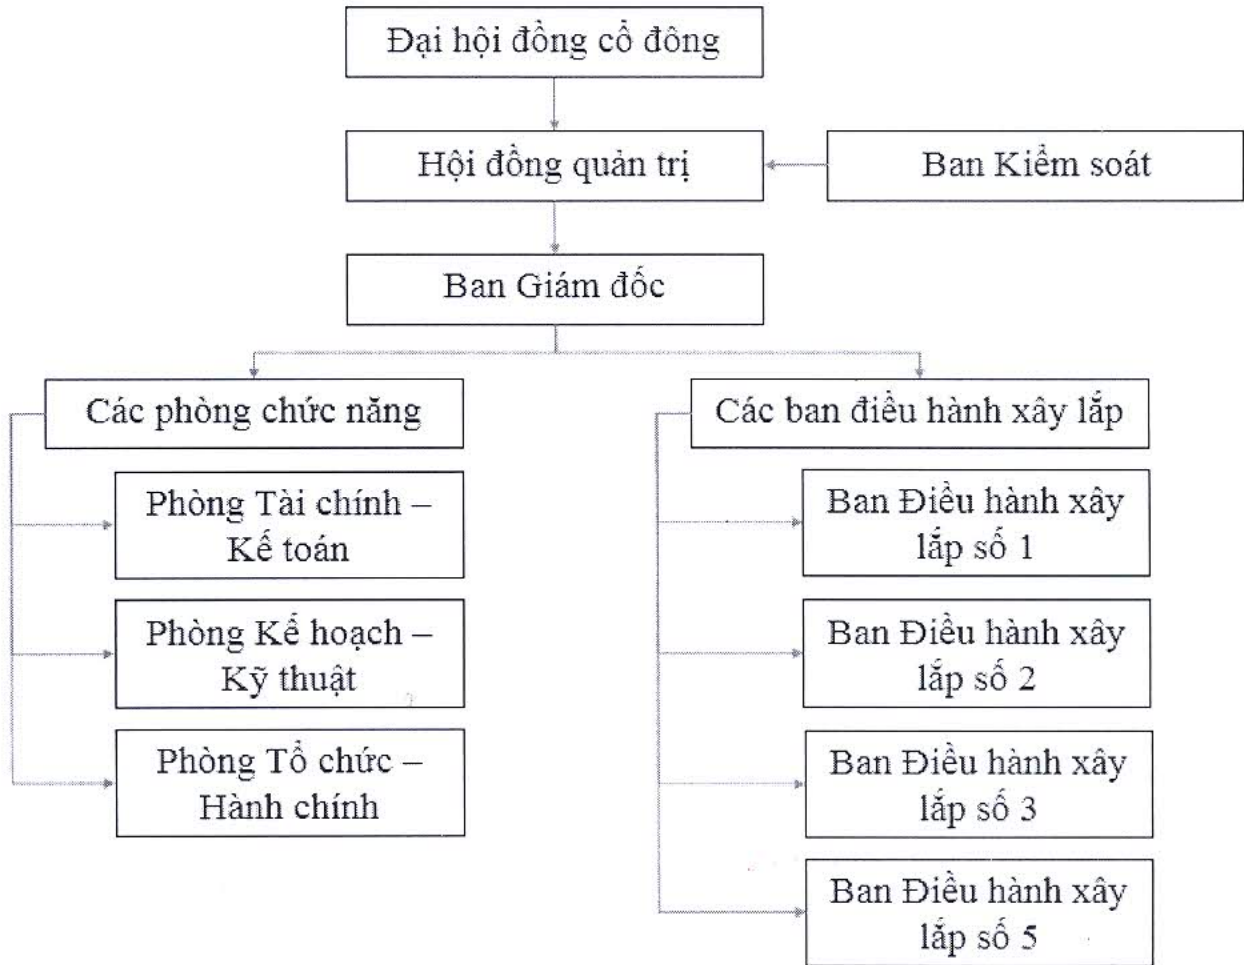 Đại hội đồng cổ đông
Hội đồng quản trị
Ban Kiểm soát
Ban Giám đốc
Các phòng chức năng
Phòng Tài chính –
Kế toán
Phòng Kế hoạch –
Kỹ thuật
Phòng Tổ chức –
Hành chính
Các ban điều hành xây lắp
Ban Điều hành xây
lắp số 1
Ban Điều hành xây
lắp số 2
Ban Điều hành xây
lắp số 3
Ban Điều hành xây
lắp số 5